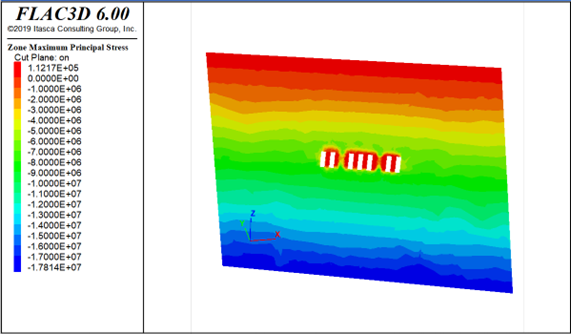 FLAC3D 6.00
©2019 Itasca Consulting Group, Inc.
Zone Maximum Principal Stress
Cut Plane: on
1.1217E+05
0.0000E+00
-1.0000E+06
-2.0000E+06
-3.0000E+06
-4.0000E+06
-5.0000E+06
-6.0000E+06
-7.0000E+06
-8.0000E+06
-9.0000E+06
-1.0000E+07
-1.1000E+07
-1.2000E+07
-1.3000E+07
-1.4000E+07
-1.5000E+07
-1.6000E+07
-1.7000E+07
-1.7814E+07
Z
Y
X